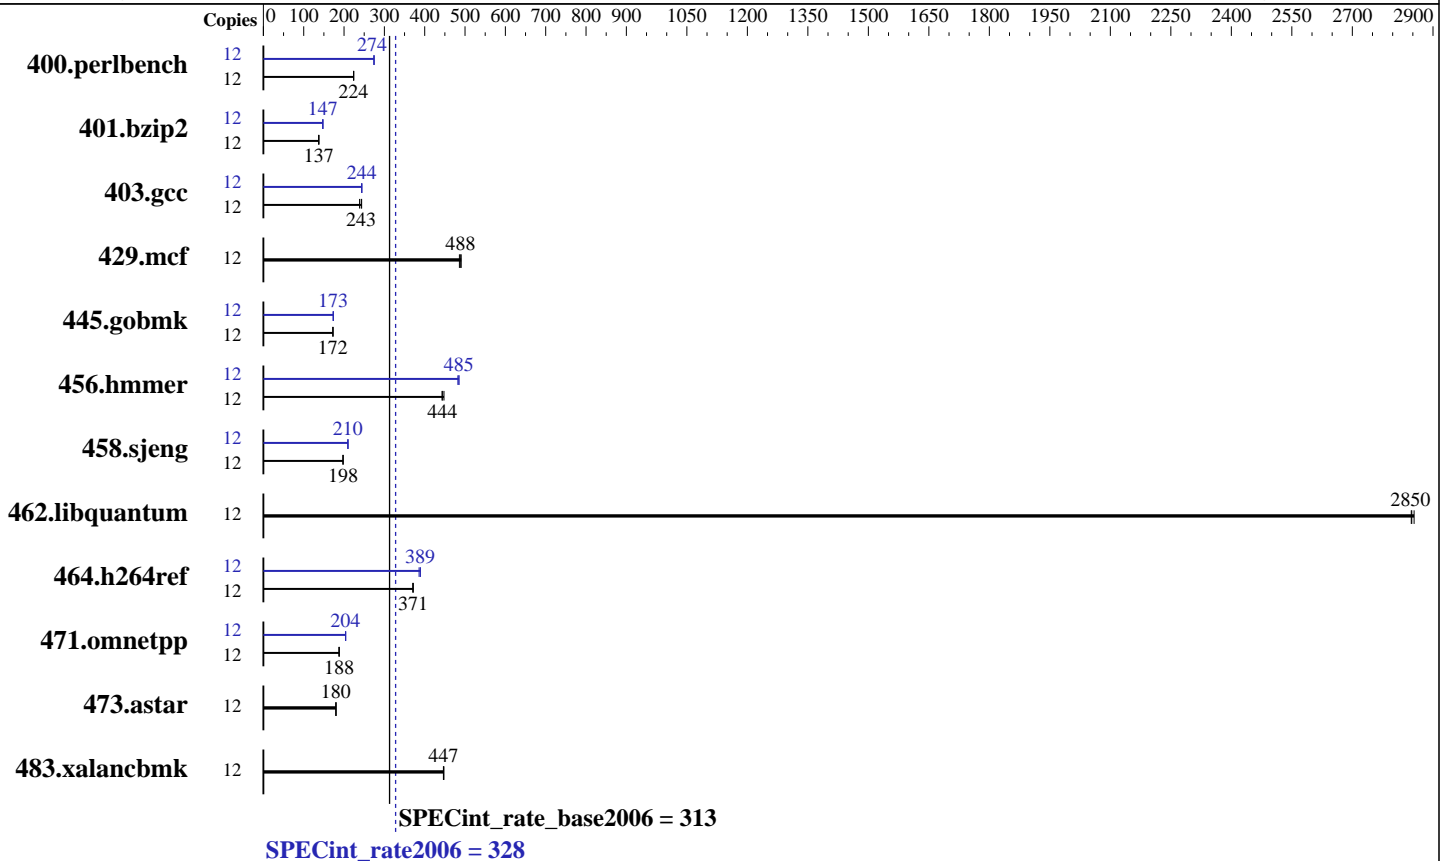 Copies 0 100 200 300 400 500 600 700 800 900 1050 1200 1350 1500 1650 1800 1950 2100 2250 2400 2550 2700 2900
400.perlbench 12 274
12 224
401.bzip2 12 147
12 137
403.gcc 12 244
12 243
429.mcf 12 488
445.gobmk 12 173
12 172
456.hmmer 12 485
12 444
458.sjeng 12 210
12 198
462.libquantum 12 2850
464.h264ref 12 389
12 371
471.omnetpp 12 204
12 188
473.astar 12 180
483.xalancbmk 12 447
SPECint_rate_base2006 = 313
SPECint_rate2006 = 328